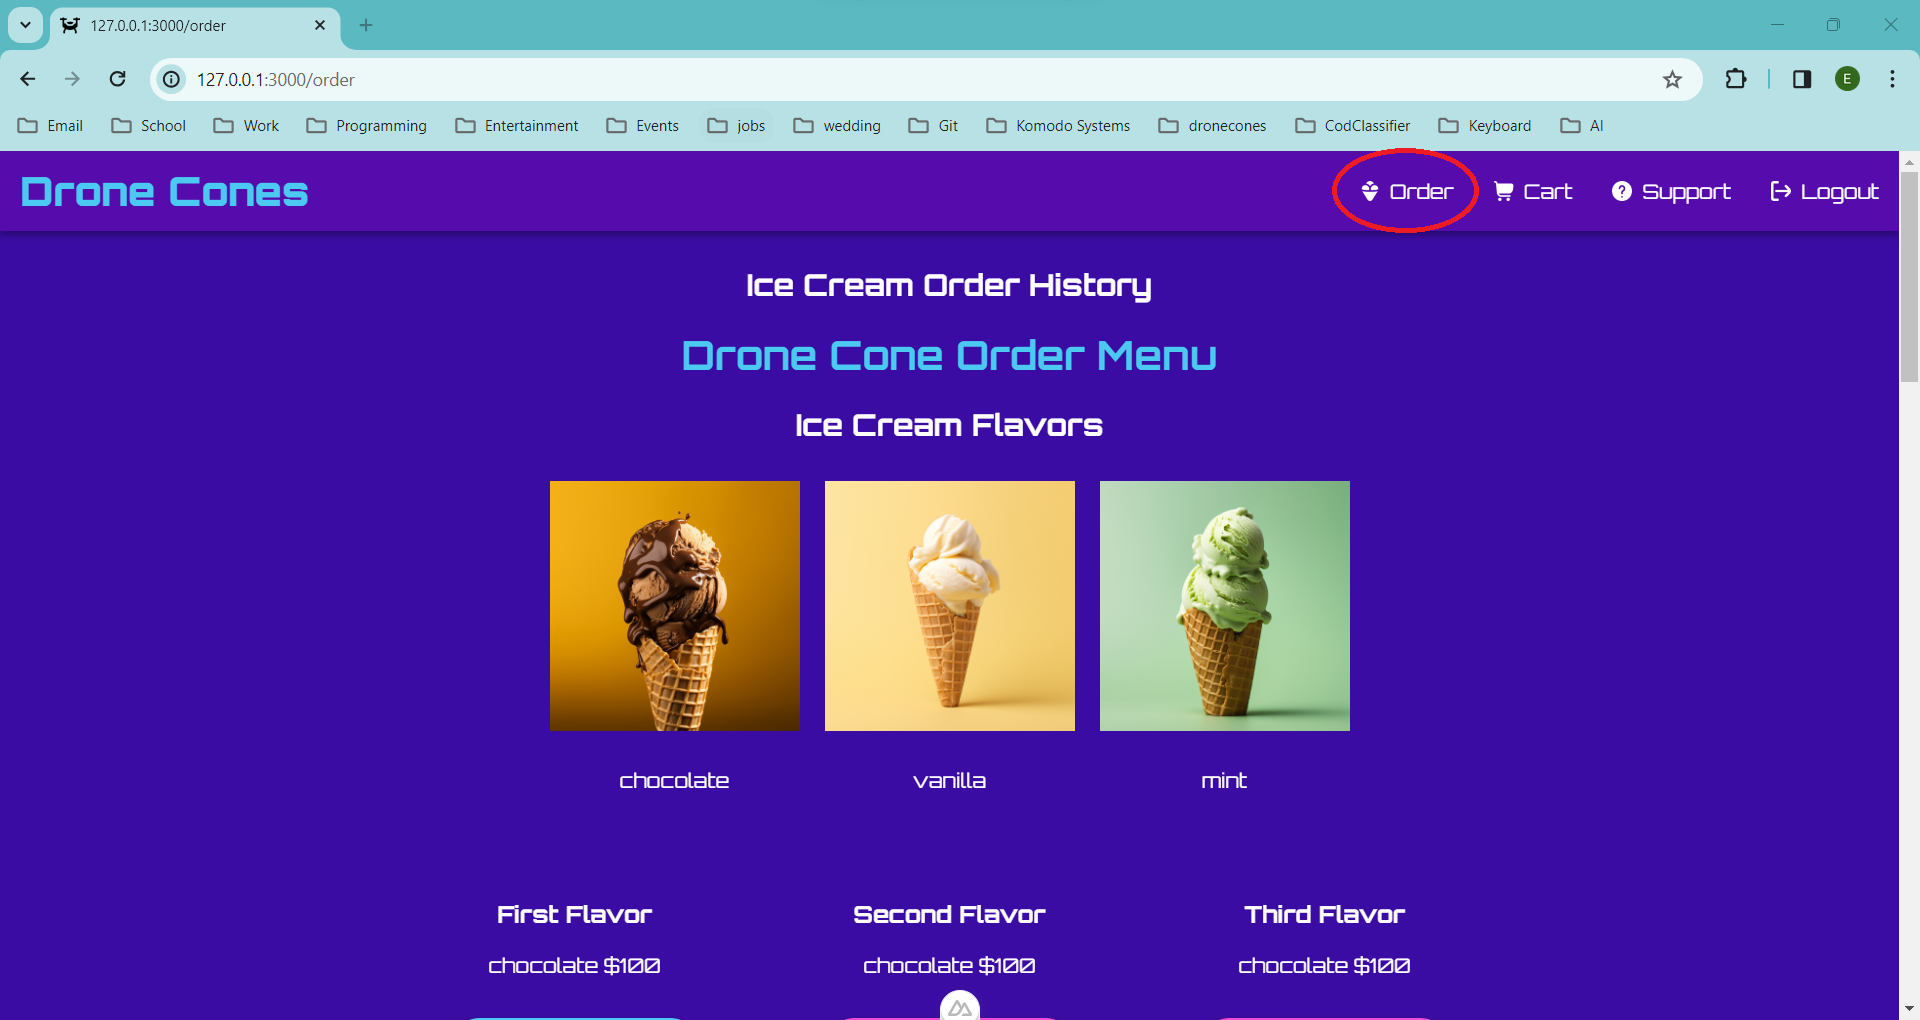 127.0.0.1:3000/order
127.0.0.1:3000/order
E
Email School Work Programming Entertainment Events jobs wedding Git Komodo Systems dronecones CodClassifier Keyboard AI
Drone Cones Order Cart ? Support Logout
Ice Cream Order History
Drone Cone Order Menu
Ice Cream Flavors
chocolate vanilla mint
First Flavor Second Flavor Third Flavor
chocolate $100 chocolate $100 chocolate $100